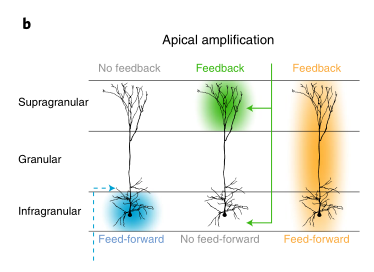 b
Apical amplification
No feedback Feedback Feedback
Supragranular
Granular
Infragranular
Feed-forward No feed-forward Feed-forward